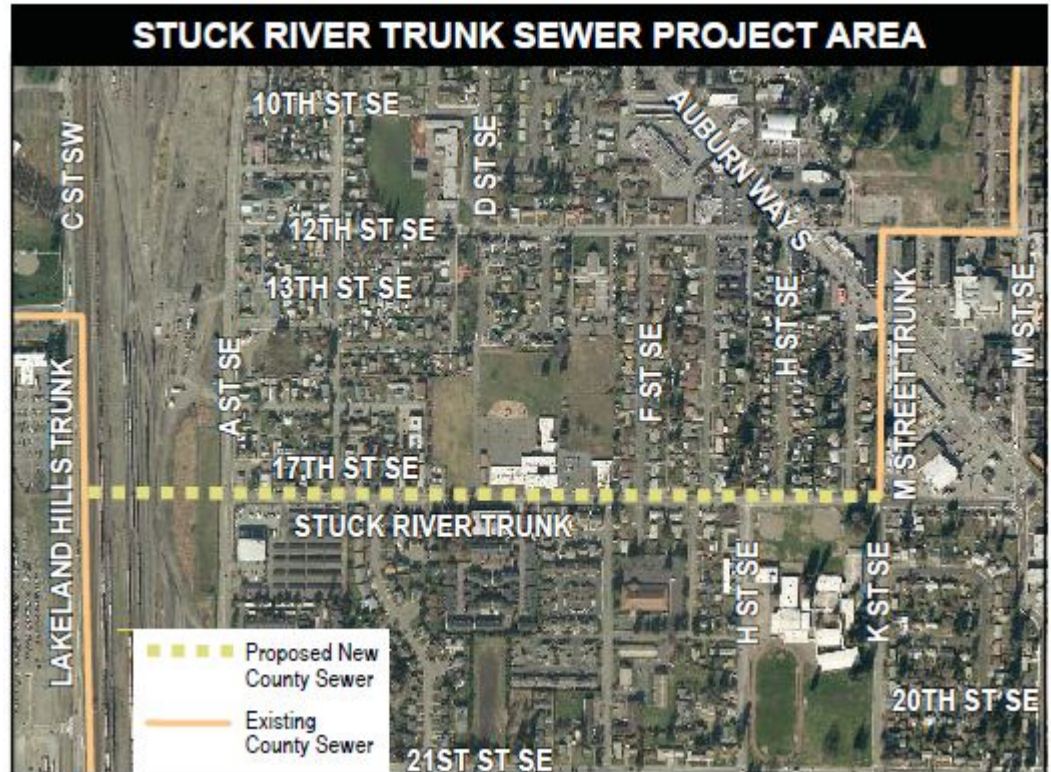 STUCK RIVER TRUNK SEWER PROJECT AREA
10TH ST SE
AUBURN WAY S
C ST SW
D ST SE
12TH ST SE
13TH ST SE
H ST SE
M ST SE
A ST SE
F ST SE
LAKELAND HILLS TRUNK
M STREET TRUNK
17TH ST SE
STUCK RIVER TRUNK
H ST SE
K ST SE
Proposed New
County Sewer
Existing
County Sewer
20TH ST SE
21ST ST SE